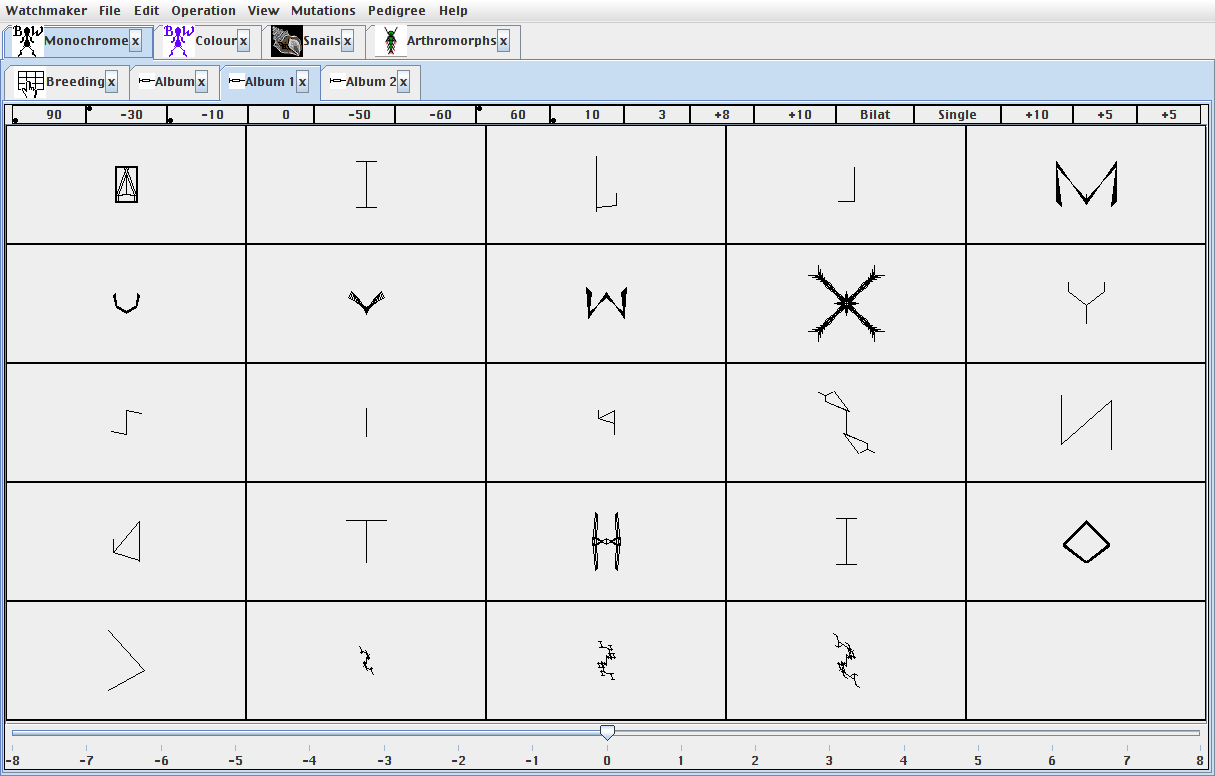 Watchmaker File Edit Operation View Mutations Pedigree Help
BW Monochrome x BW Colour x Snails x Arthromorphs x
Breeding x Album x Album 1 x Album 2 x
90 -30 -10 0 -50 -60 60 10 3 +8 +10 Bilat Single +10 +5 +5
-8 -7 -6 -5 -4 -3 -2 -1 0 1 2 3 4 5 6 7 8